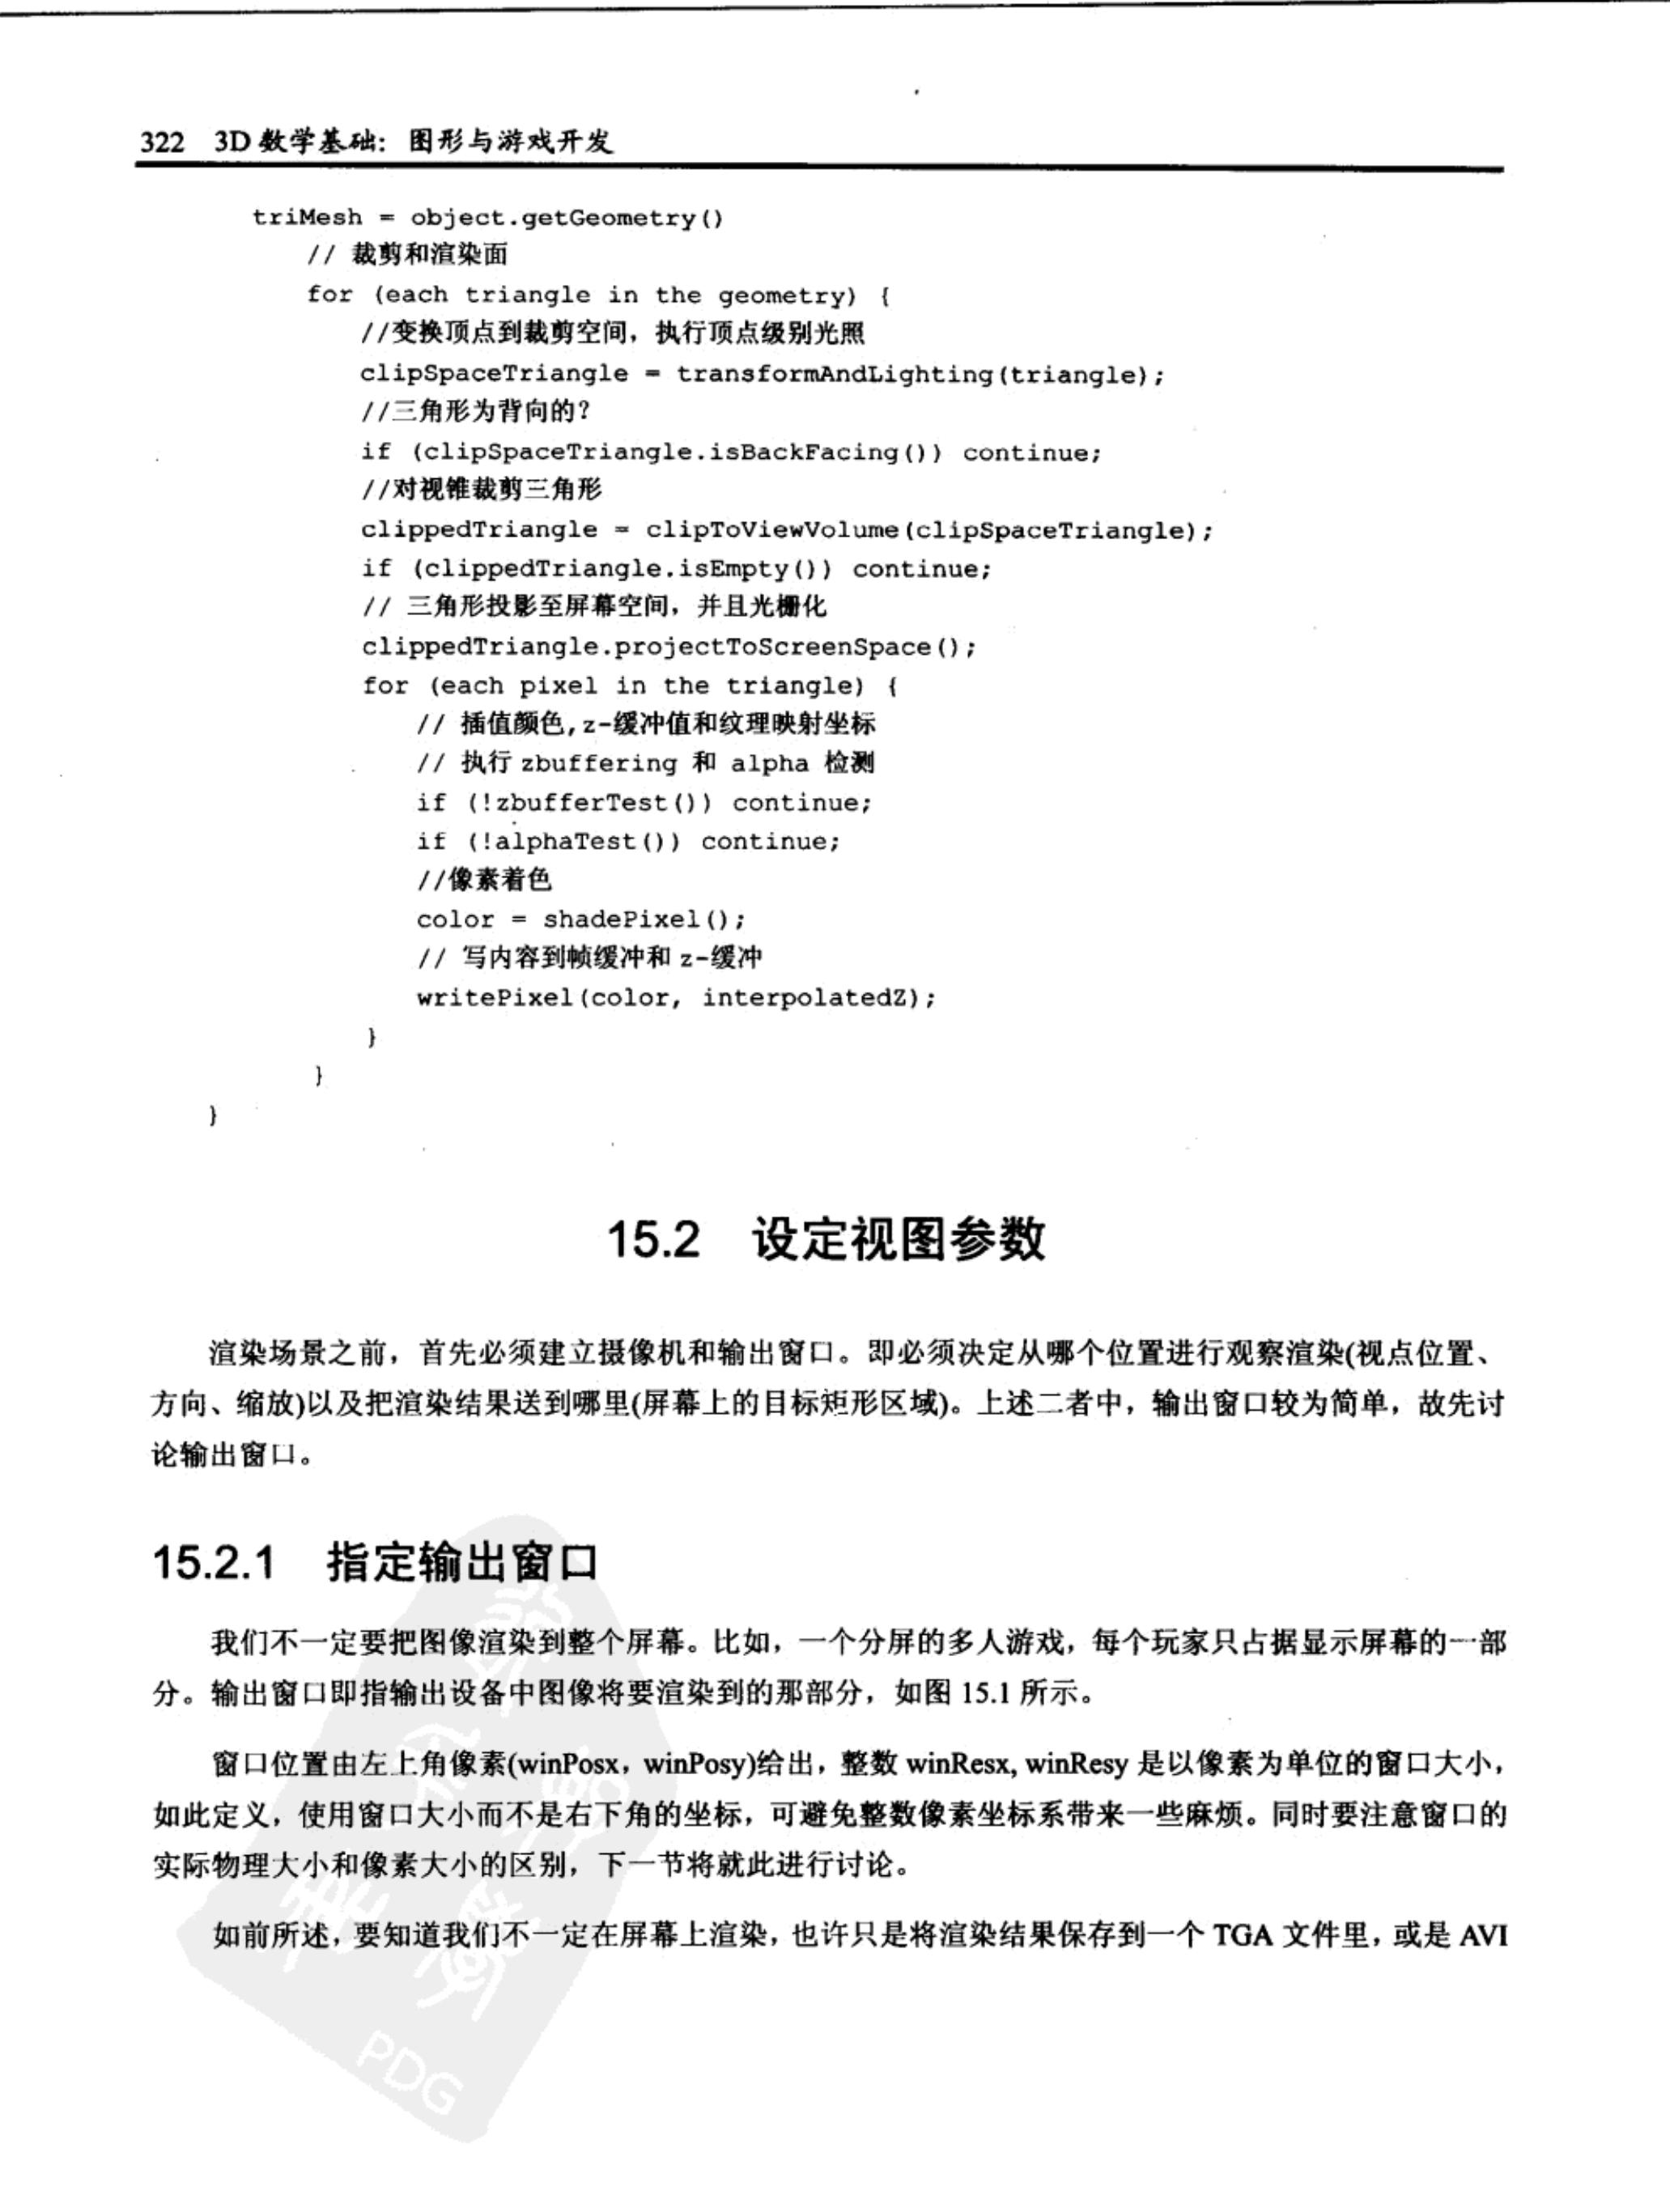 322 3D 数学基础：图形与游戏开发
triMesh = object.getGeometry()
// 裁剪和渲染面
for (each triangle in the geometry) {
//变换顶点到裁剪空间，执行顶点级别光照
clipSpaceTriangle = transformAndLighting(triangle);
//三角形为背向的?
if (clipSpaceTriangle.isBackFacing()) continue;
//对视锥裁剪三角形
clippedTriangle = clipToViewVolume(clipSpaceTriangle);
if (clippedTriangle.isEmpty()) continue;
// 三角形投影至屏幕空间，并且光栅化
clippedTriangle.projectToScreenSpace();
for (each pixel in the triangle) {
// 插值颜色,z-缓冲值和纹理映射坐标
// 执行 zbuffering 和 alpha 检测
if (!zbufferTest()) continue;
if (!alphaTest()) continue;
//像素着色
color = shadePixel();
// 写内容到帧缓冲和 z-缓冲
writePixel(color, interpolatedZ);
}
}
}
15.2 设定视图参数
渲染场景之前，首先必须建立摄像机和输出窗口。即必须决定从哪个位置进行观察渲染(视点位置、
方向、缩放)以及把渲染结果送到哪里(屏幕上的目标矩形区域)。上述二者中，输出窗口较为简单，故先讨
论输出窗口。
15.2.1 指定输出窗口
我们不一定要把图像渲染到整个屏幕。比如，一个分屏的多人游戏，每个玩家只占据显示屏幕的一部
分。输出窗口即指输出设备中图像将要渲染到的那部分，如图 15.1 所示。
窗口位置由左上角像素(winPosx，winPosy)给出，整数 winResx, winResy 是以像素为单位的窗口大小，
如此定义，使用窗口大小而不是右下角的坐标，可避免整数像素坐标系带来一些麻烦。同时要注意窗口的
实际物理大小和像素大小的区别，下一节将就此进行讨论。
如前所述，要知道我们不一定在屏幕上渲染，也许只是将渲染结果保存到一个 TGA 文件里，或是 AVI
PDG